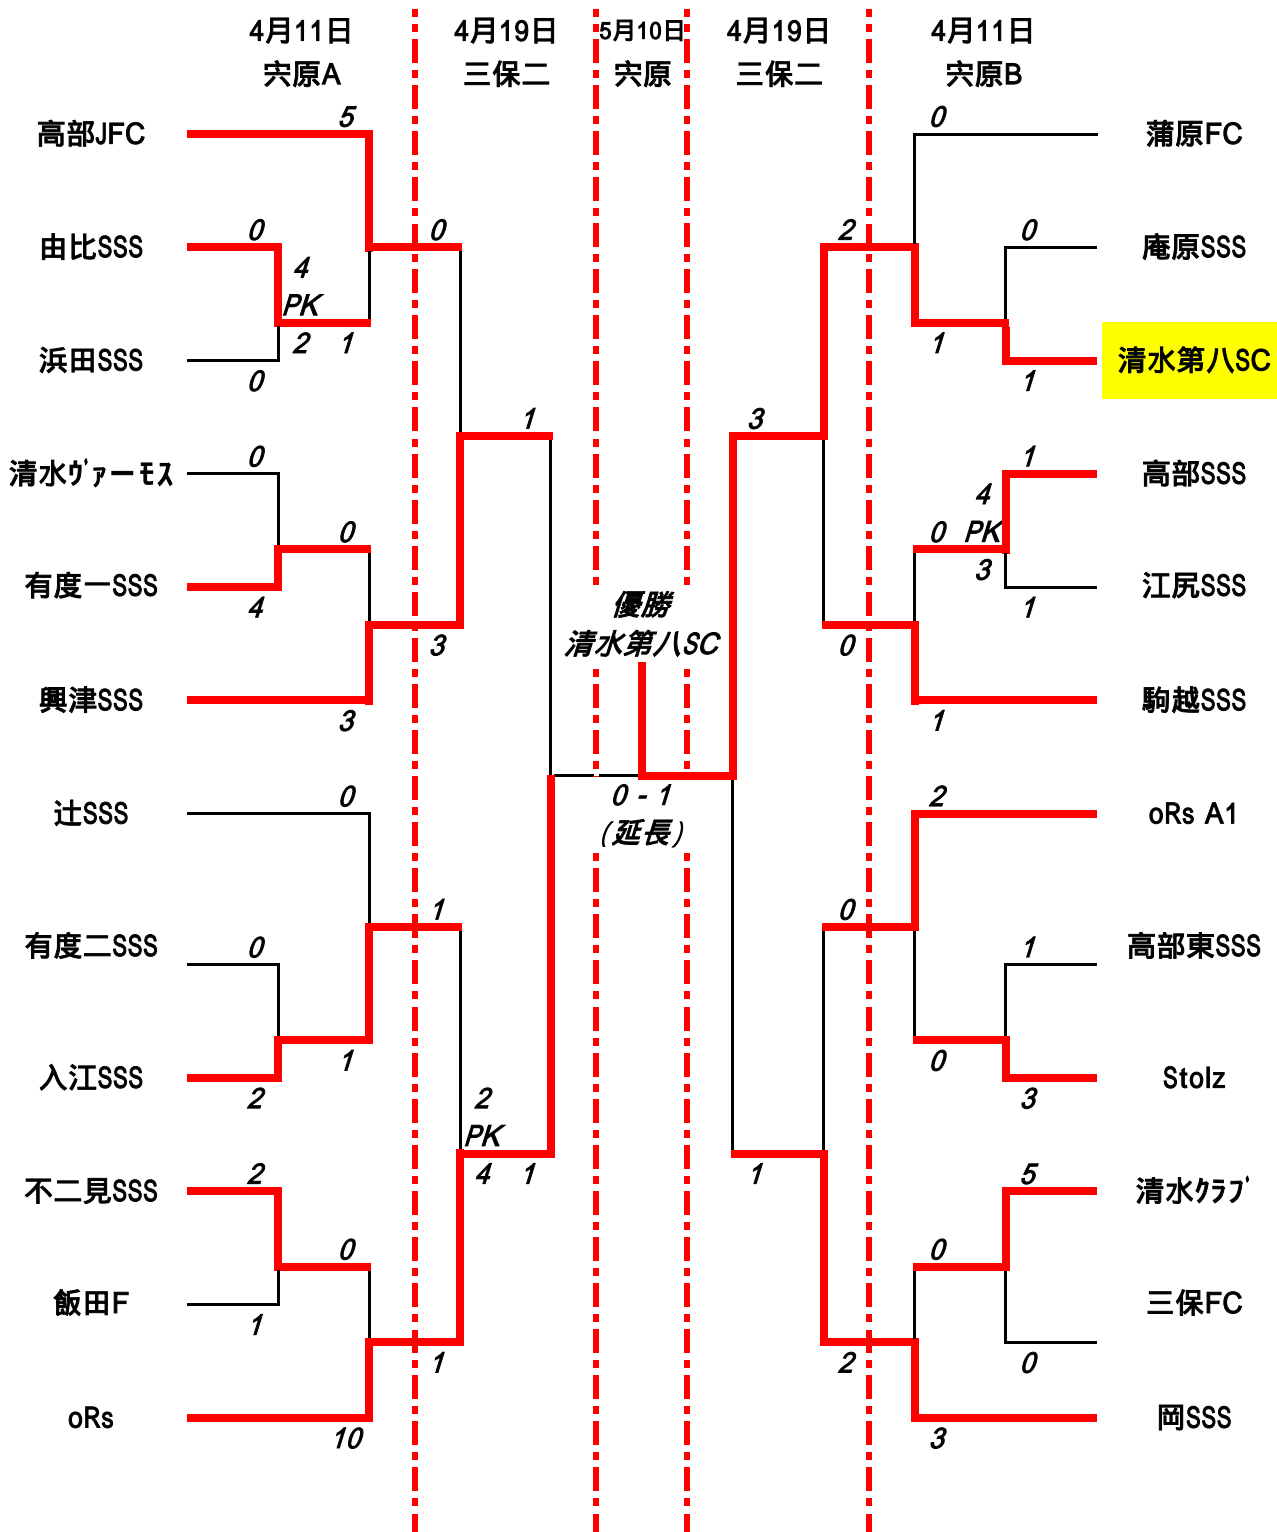 4月11日 4月19日 5月10日 4月19日 4月11日
宍原A 三保二 宍原 三保二 宍原B
5 0
高部JFC 蒲原FC
0 0 2 0
由比SSS 庵原SSS
4
PK
2 1 1
浜田SSS 清水第八SC
0 1
1 3
0 1
清水ヴァーモス 高部SSS
4
0 0 PK
3
有度一SSS 江尻SSS
4 1
優勝
清水第八SC
3 0
興津SSS 駒越SSS
3 1
0 0 - 1 2
辻SSS oRs A1
(延長)
1 0
有度二SSS 0 1 高部東SSS
1 0
入江SSS Stolz
2 3
2
PK
2 4 1 1 5
不二見SSS 清水クラブ
0 0
飯田F 三保FC
1
1 2 0
oRs 岡SSS
10 3